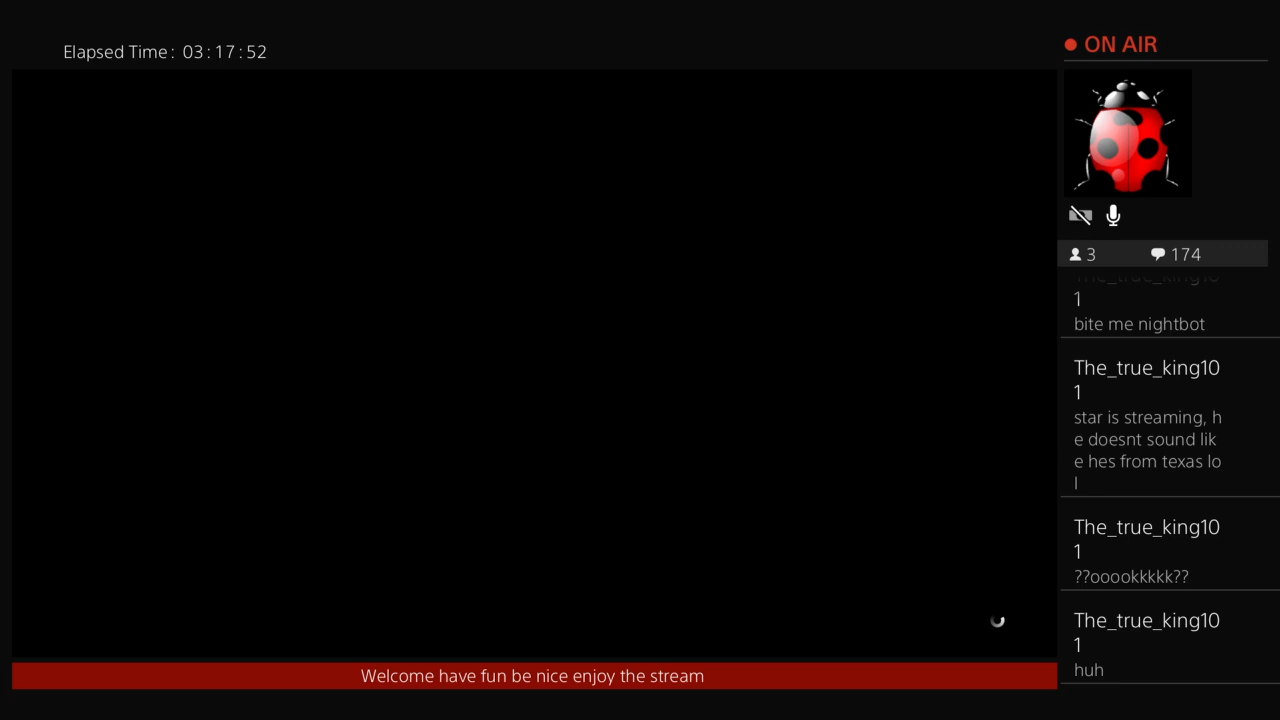 Elapsed Time: 03:17:52
ON AIR
3 174
The_true_king10
1
bite me nightbot
The_true_king10
1
star is streaming, h
e doesnt sound lik
e hes from texas lo
l
The_true_king10
1
??ooookkkkk??
The_true_king10
1
huh
Welcome have fun be nice enjoy the stream